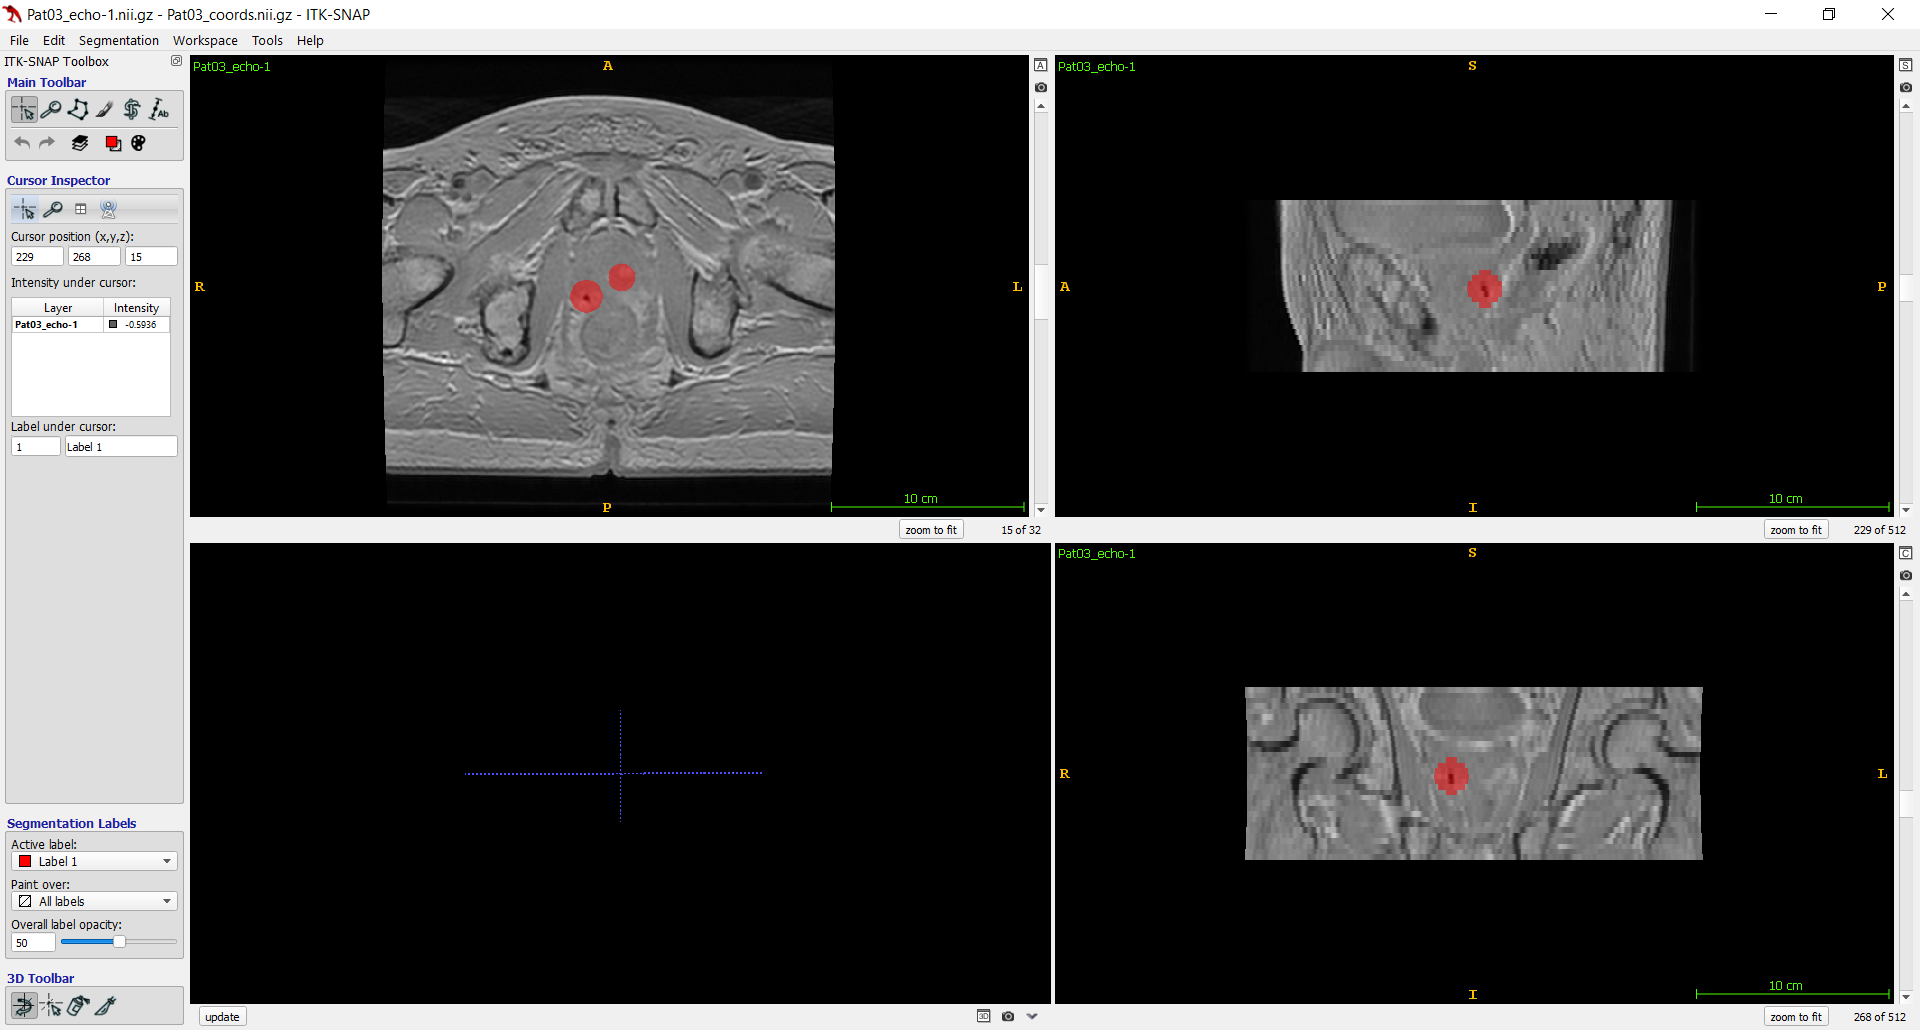 Pat03_echo-1.nii.gz - Pat03_coords.nii.gz - ITK-SNAP
File Edit Segmentation Workspace Tools Help
ITK-SNAP Toolbox
Main Toolbar
Ab
Cursor Inspector
Cursor position (x,y,z):
229 268 15
Intensity under cursor:
Layer Intensity
Pat03_echo-1 -0.5936
Label under cursor:
1 Label 1
Segmentation Labels
Active label:
Label 1
Paint over:
All labels
Overall label opacity:
50
3D Toolbar
Pat03_echo-1
A
R
L
P
10 cm
A
zoom to fit 15 of 32
Pat03_echo-1
S
A
P
I
10 cm
S
zoom to fit 229 of 512
update
3D
Pat03_echo-1
S
R
L
I
10 cm
C
zoom to fit 268 of 512